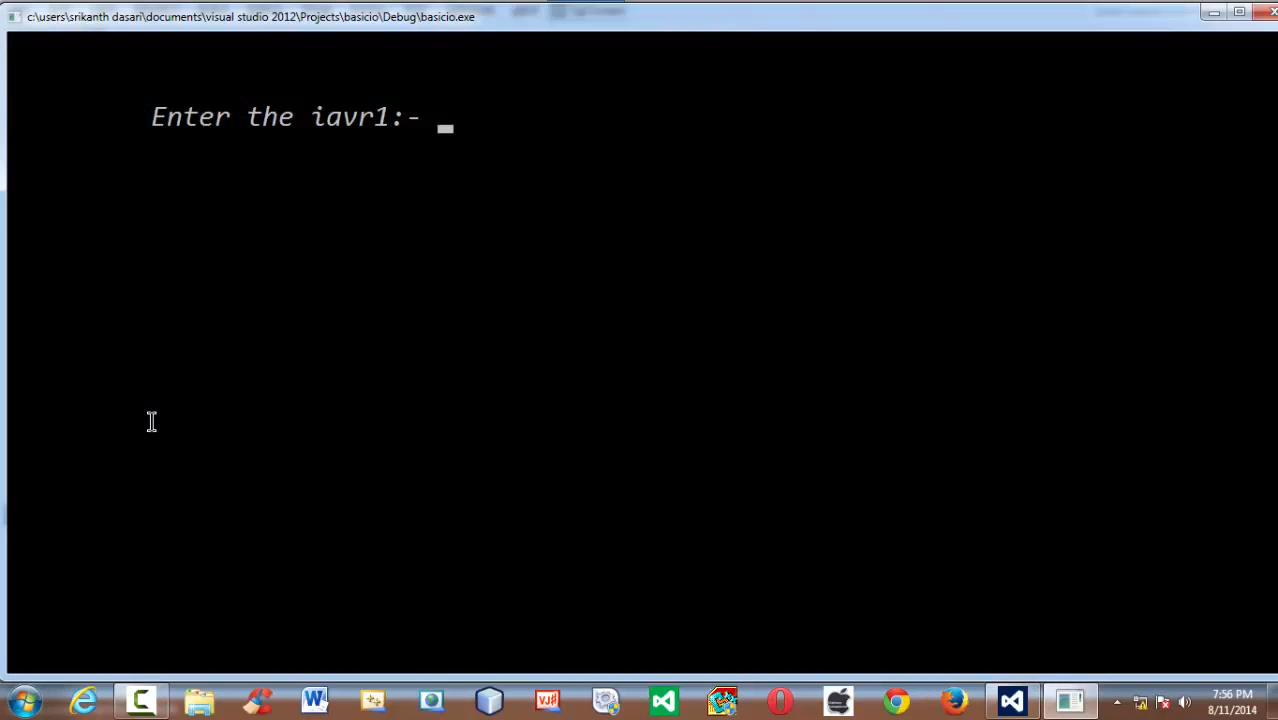 c:\users\srikanth dasari\documents\visual studio 2012\Projects\basicio\Debug\basicio.exe
Enter the iavr1:-
VJ#
7:56 PM
8/11/2014